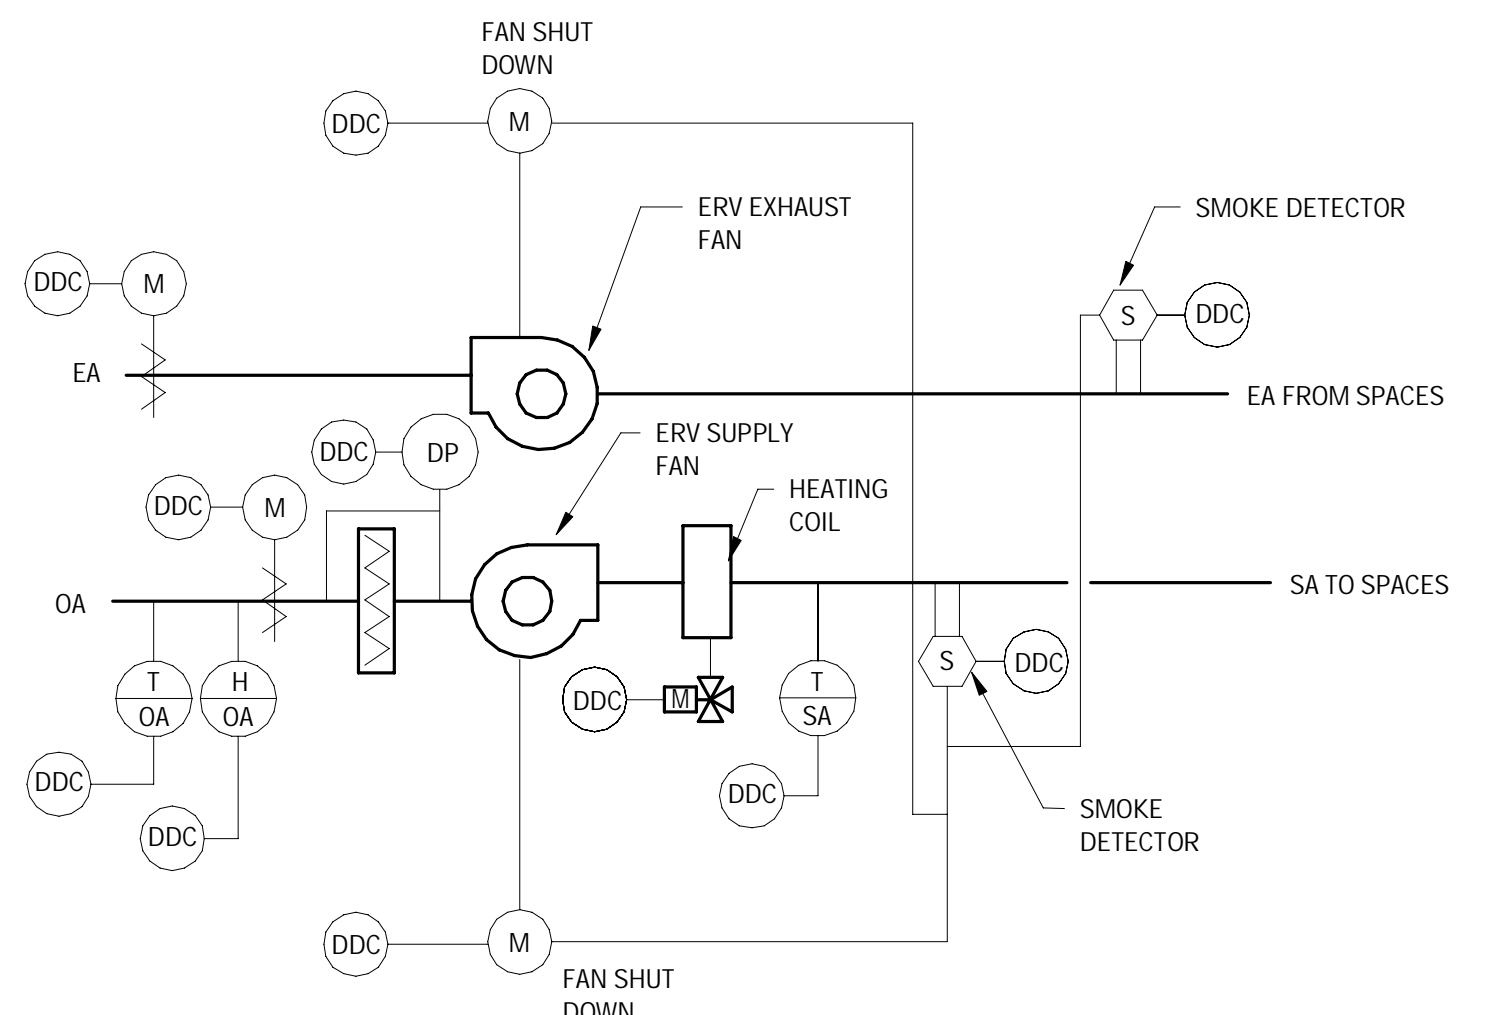 FAN SHUT
DOWN
DDC
M
ERV EXHAUST
FAN
SMOKE DETECTOR
DDC
M
S
DDC
EA
EA FROM SPACES
DDC
DP
ERV SUPPLY
FAN
HEATING
COIL
DDC
M
OA
SA TO SPACES
T
OA
H
OA
DDC
M
T
SA
S
DDC
DDC
DDC
DDC
SMOKE
DETECTOR
DDC
M
FAN SHUT
DOWN